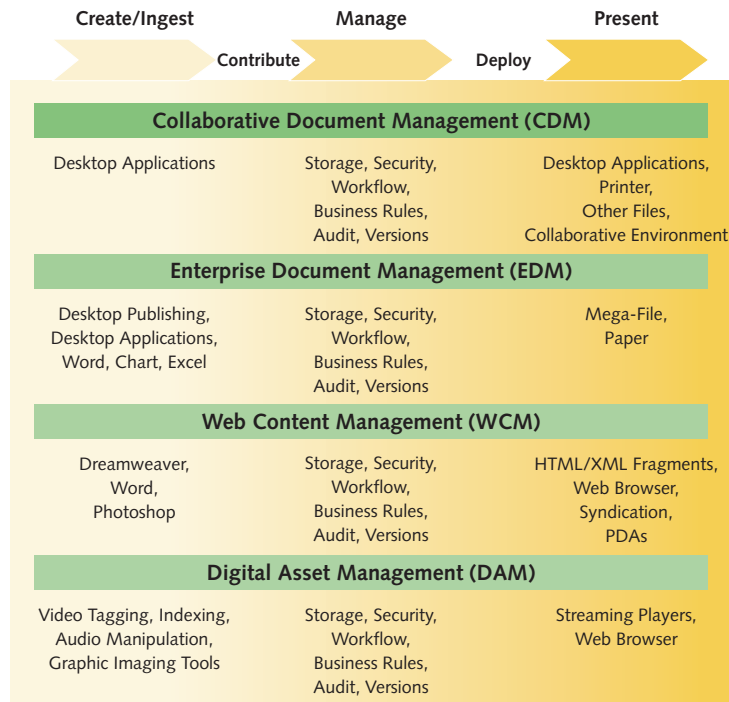 Create/Ingest
Manage
Present
Contribute
Deploy
Collaborative Document Management (CDM)
Desktop Applications
Storage, Security,
Workflow,
Business Rules,
Audit, Versions
Desktop Applications,
Printer,
Other Files,
Collaborative Environment
Enterprise Document Management (EDM)
Desktop Publishing,
Desktop Applications,
Word, Chart, Excel
Storage, Security,
Workflow,
Business Rules,
Audit, Versions
Mega-File,
Paper
Web Content Management (WCM)
Dreamweaver,
Word,
Photoshop
Storage, Security,
Workflow,
Business Rules,
Audit, Versions
HTML/XML Fragments,
Web Browser,
Syndication,
PDAs
Digital Asset Management (DAM)
Video Tagging, Indexing,
Audio Manipulation,
Graphic Imaging Tools
Storage, Security,
Workflow,
Business Rules,
Audit, Versions
Streaming Players,
Web Browser